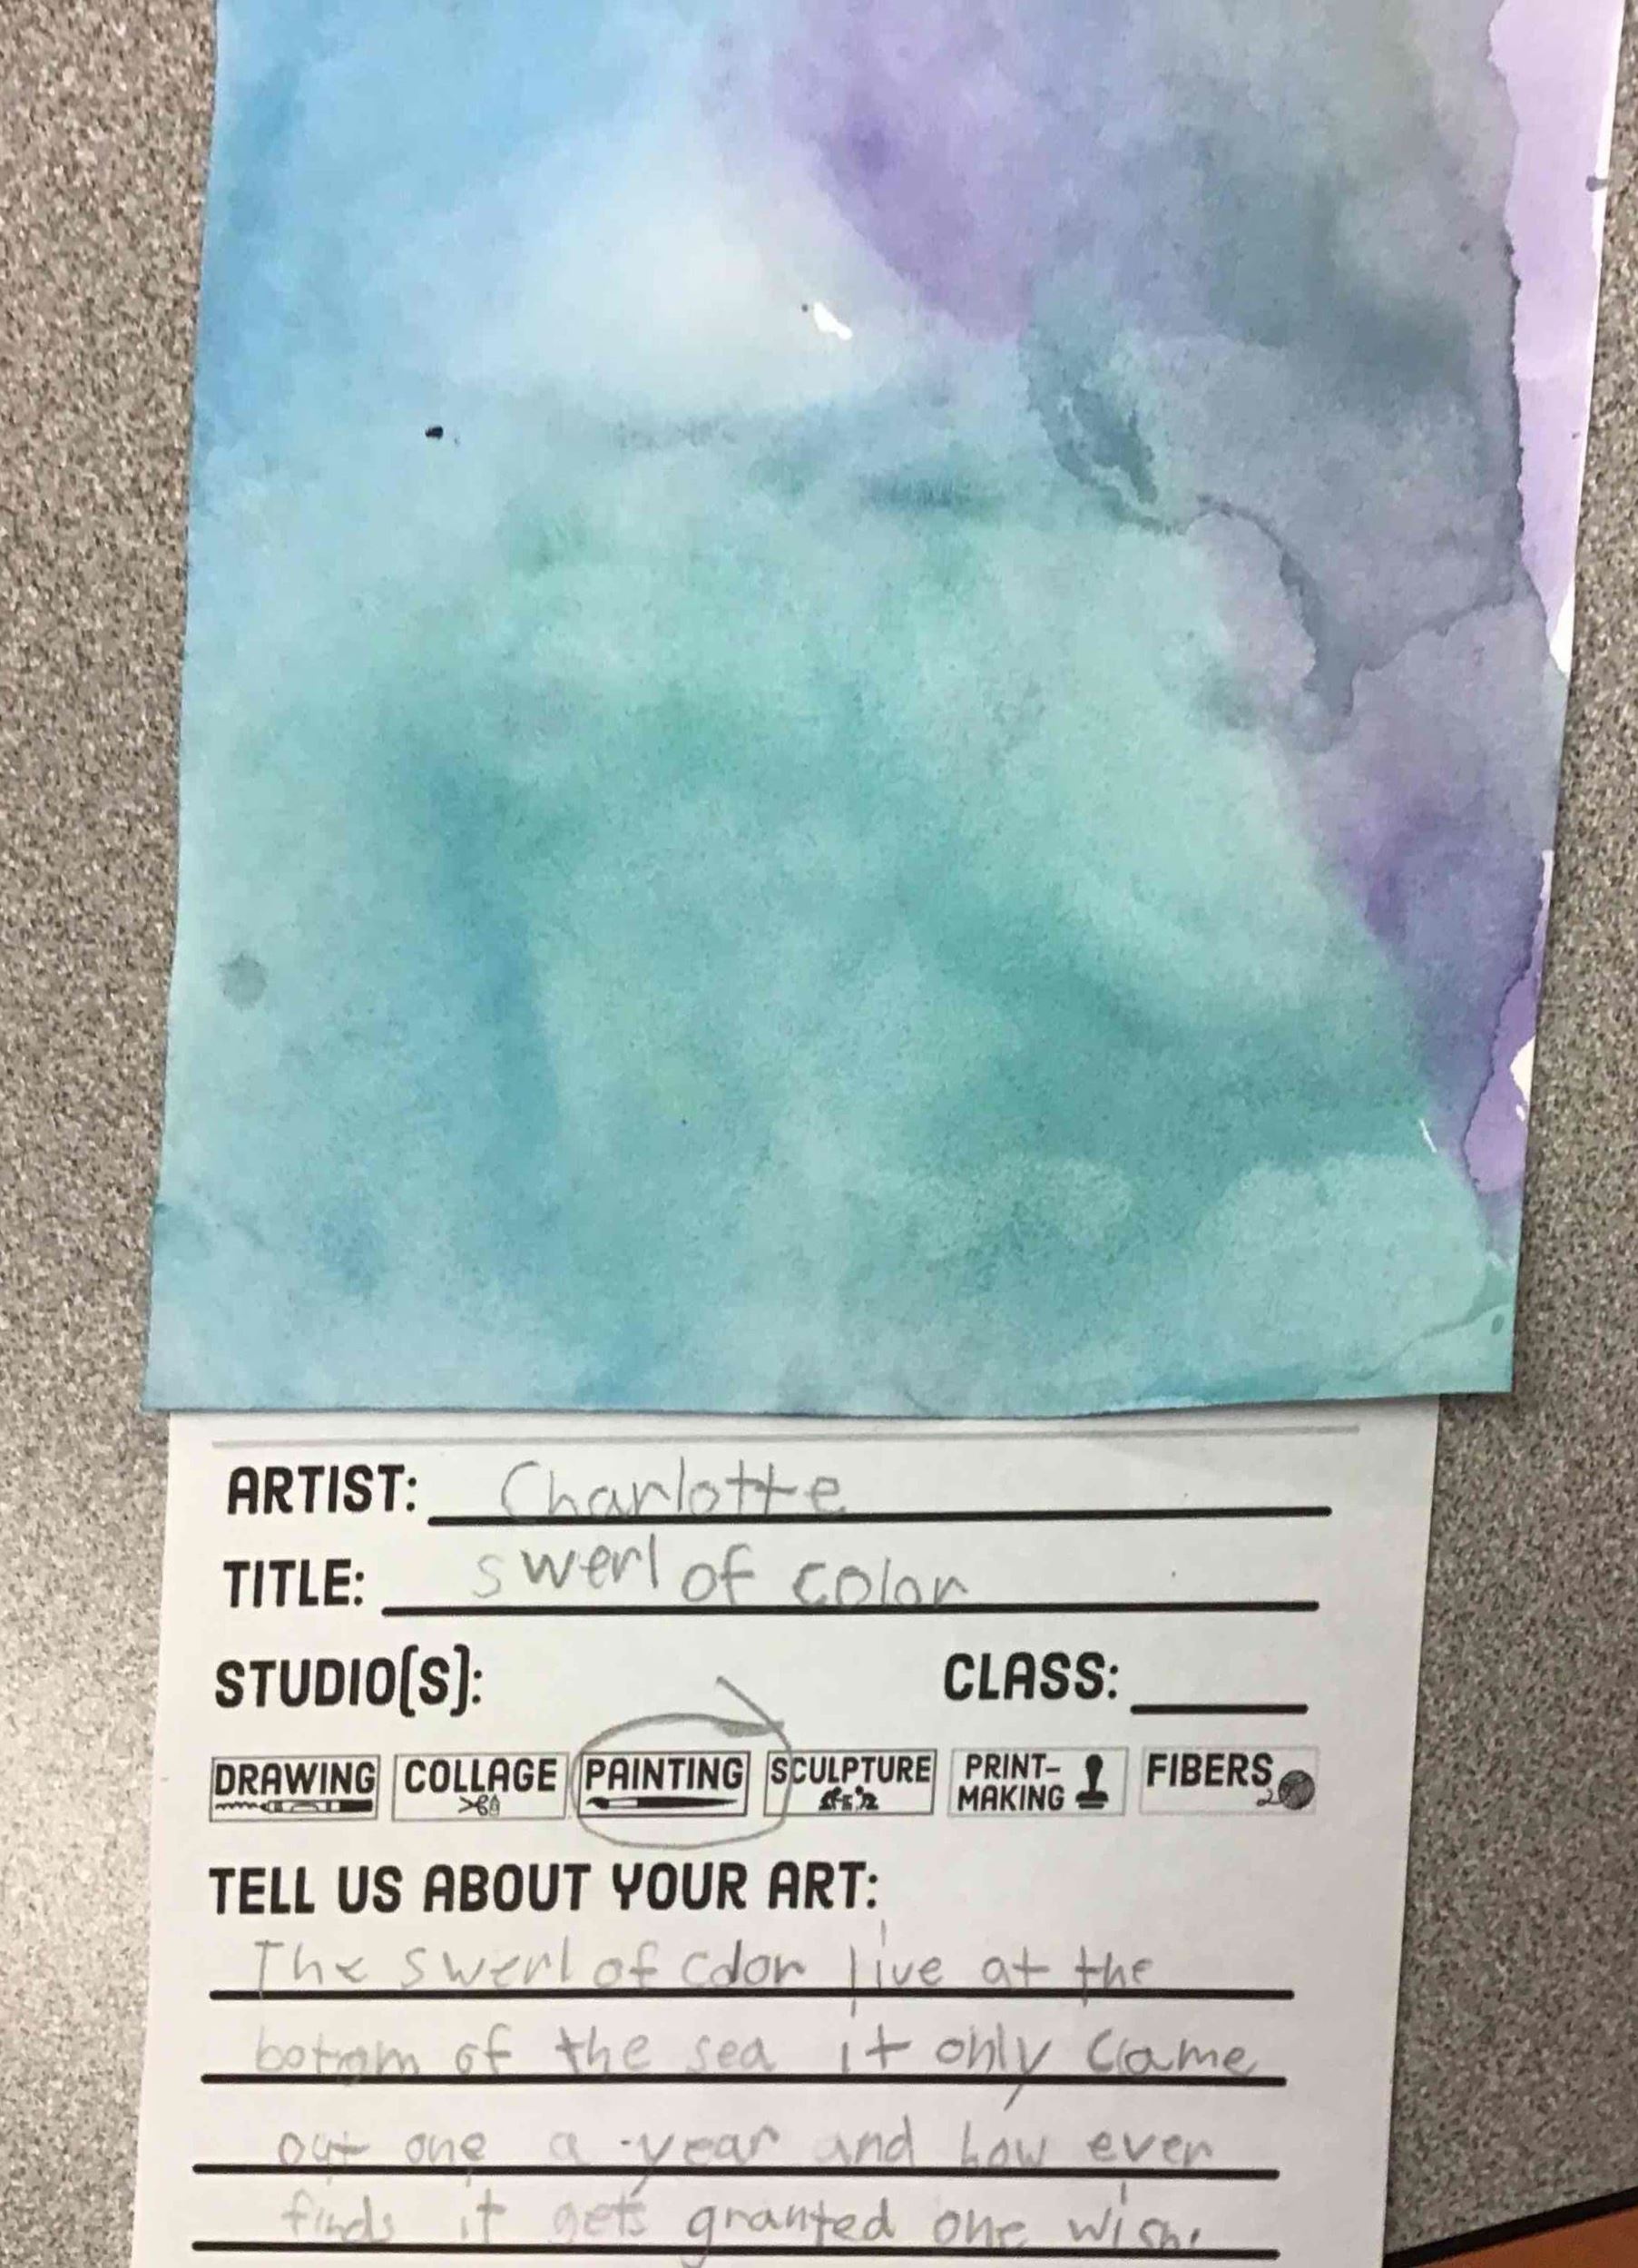 ARTIST: Charlotte
TITLE: swerl of color
STUDIO(S): CLASS:
DRAWING COLLAGE PAINTING SCULPTURE PRINT-MAKING FIBERS
TELL US ABOUT YOUR ART:
The swerl of color live at the
botom of the sea it only came
out one a year and how ever
finds it gets granted one wish.